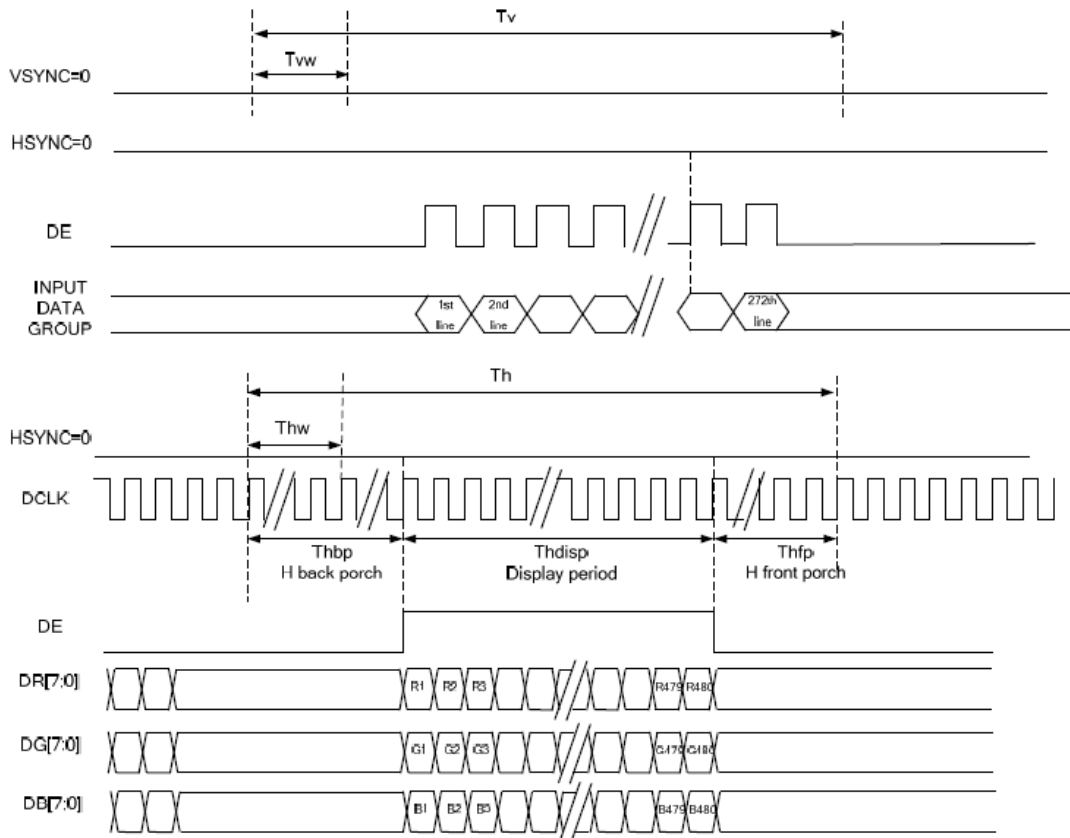 Tv
Tvw
VSYNC=0
HSYNC=0
DE
INPUT
DATA
GROUP
1st
line
2nd
line
272th
line
Th
Thw
HSYNC=0
DCLK
Thbp
H back porch
Thdisp
Display period
Thfp
H front porch
DE
DR[7:0] R1 R2 R3 R479 R480
DG[7:0] G1 G2 G3 G479 G480
DB[7:0] B1 B2 B3 B479 B480